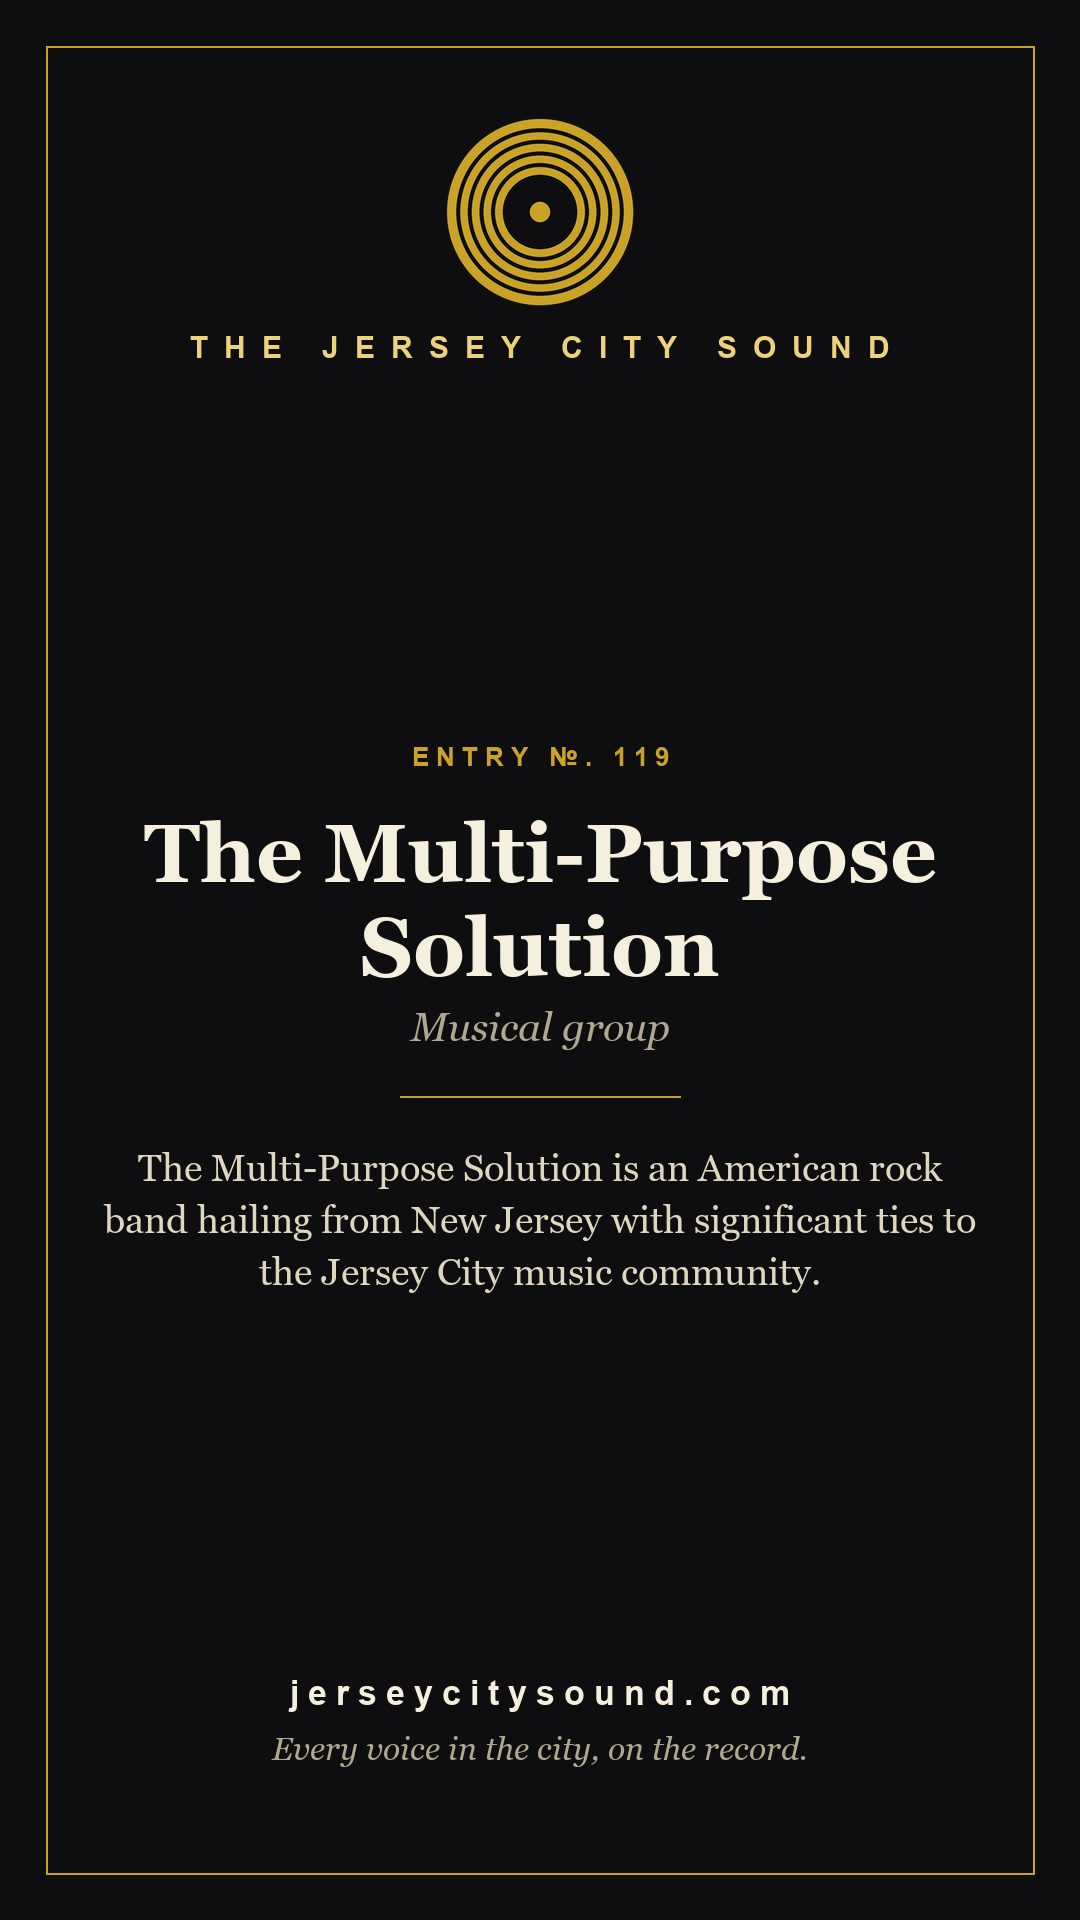 THE JERSEY CITY SOUND
ENTRY №. 119
The Multi-Purpose
Solution
Musical group
The Multi-Purpose Solution is an American rock
band hailing from New Jersey with significant ties to
the Jersey City music community.
jerseycitysound.com
Every voice in the city, on the record.